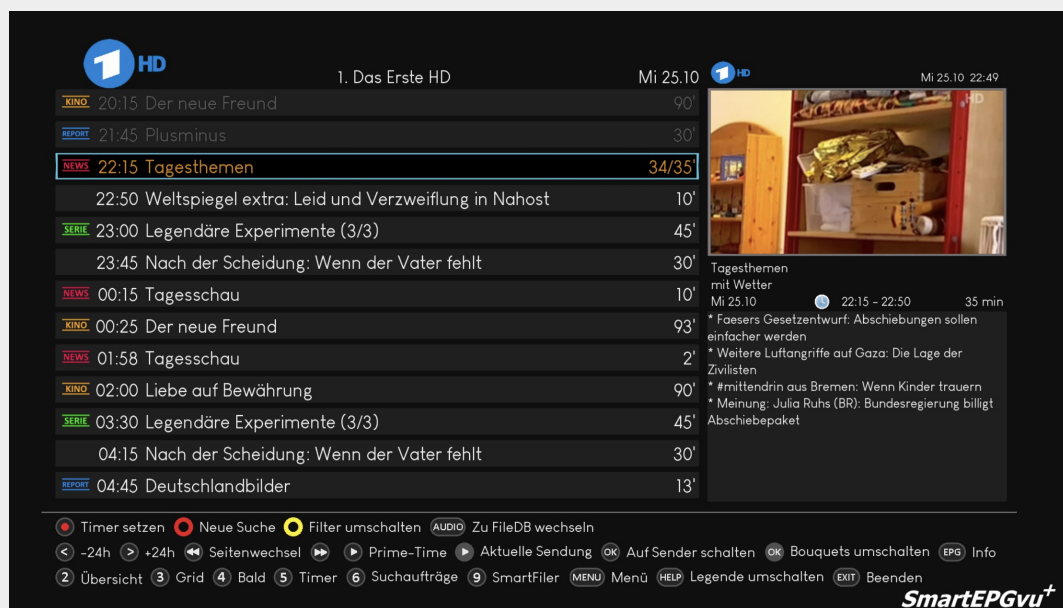 1 HD
1. Das Erste HD
Mi 25.10
KINO 20:15 Der neue Freund 90'
REPORT 21:45 Plusminus 30'
NEWS 22:15 Tagesthemen 34/35'
22:50 Weltspiegel extra: Leid und Verzweiflung in Nahost 10'
SERIE 23:00 Legendäre Experimente (3/3) 45'
23:45 Nach der Scheidung: Wenn der Vater fehlt 30'
NEWS 00:15 Tagesschau 10'
KINO 00:25 Der neue Freund 93'
NEWS 01:58 Tagesschau 2'
KINO 02:00 Liebe auf Bewährung 90'
SERIE 03:30 Legendäre Experimente (3/3) 45'
04:15 Nach der Scheidung: Wenn der Vater fehlt 30'
REPORT 04:45 Deutschlandbilder 13'
1 HD
Mi 25.10 22:49
HD
Tagesthemen
mit Wetter
Mi 25.10 22:15 - 22:50 35 min
* Faesers Gesetzentwurf: Abschiebungen sollen
einfacher werden
* Weitere Luftangriffe auf Gaza: Die Lage der
Zivilisten
* #mittendrin aus Bremen: Wenn Kinder trauern
* Meinung: Julia Ruhs (BR): Bundesregierung billigt
Abschiebepaket
Timer setzen Neue Suche Filter umschalten AUDIO Zu FileDB wechseln
< -24h > +24h Seitenwechsel Prime-Time Aktuelle Sendung OK Auf Sender schalten OK Bouquets umschalten EPG Info
2 Übersicht 3 Grid 4 Bald 5 Timer 6 Suchaufträge 9 SmartFiler MENU Menü HELP Legende umschalten EXIT Beenden
SmartEPGvu+